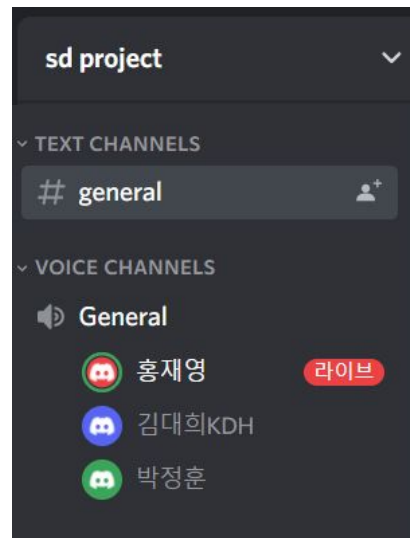 sd project
TEXT CHANNELS
# general
VOICE CHANNELS
General
홍재영 라이브
김대희KDH
박정훈